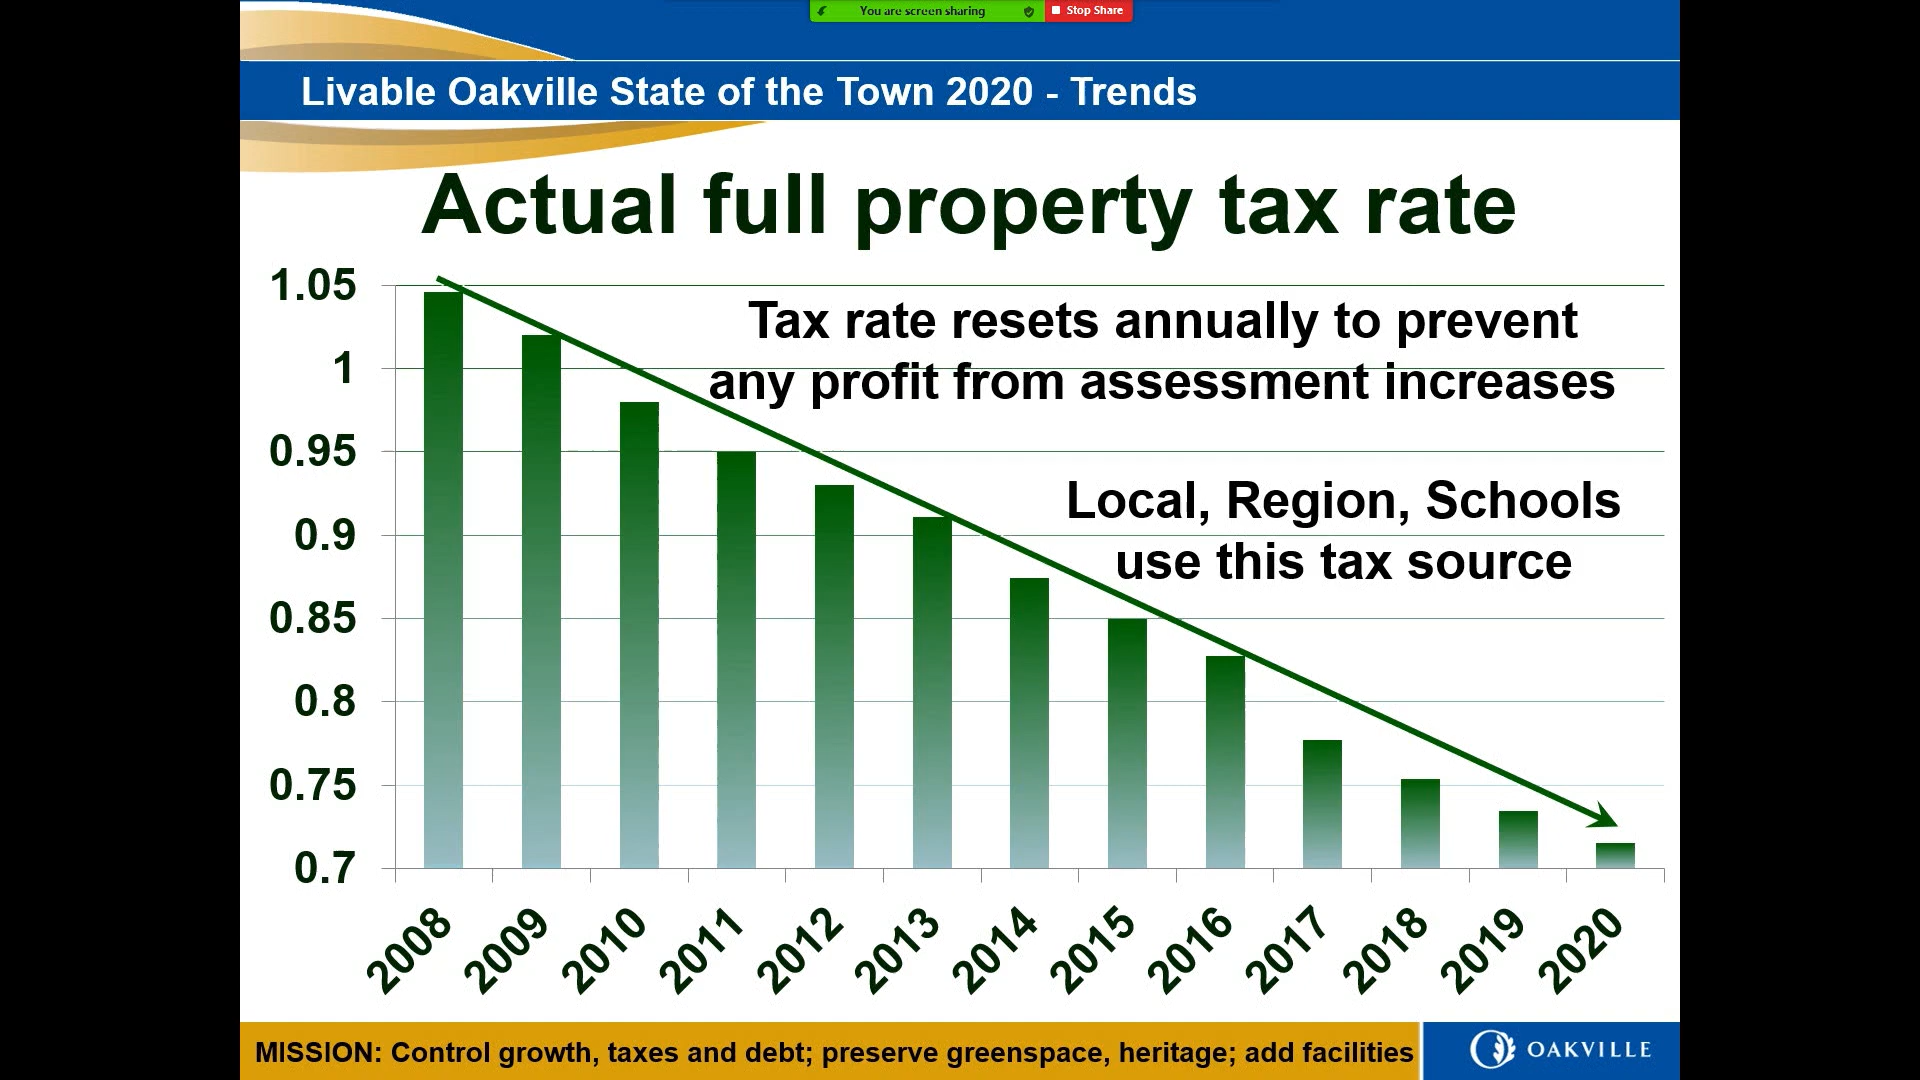 You are screen sharing
Stop Share
Livable Oakville State of the Town 2020 - Trends
Actual full property tax rate
1.05
1
0.95
0.9
0.85
0.8
0.75
0.7
Tax rate resets annually to prevent
any profit from assessment increases
Local, Region, Schools
use this tax source
2008 2009 2010 2011 2012 2013 2014 2015 2016 2017 2018 2019 2020
MISSION: Control growth, taxes and debt; preserve greenspace, heritage; add facilities
OAKVILLE